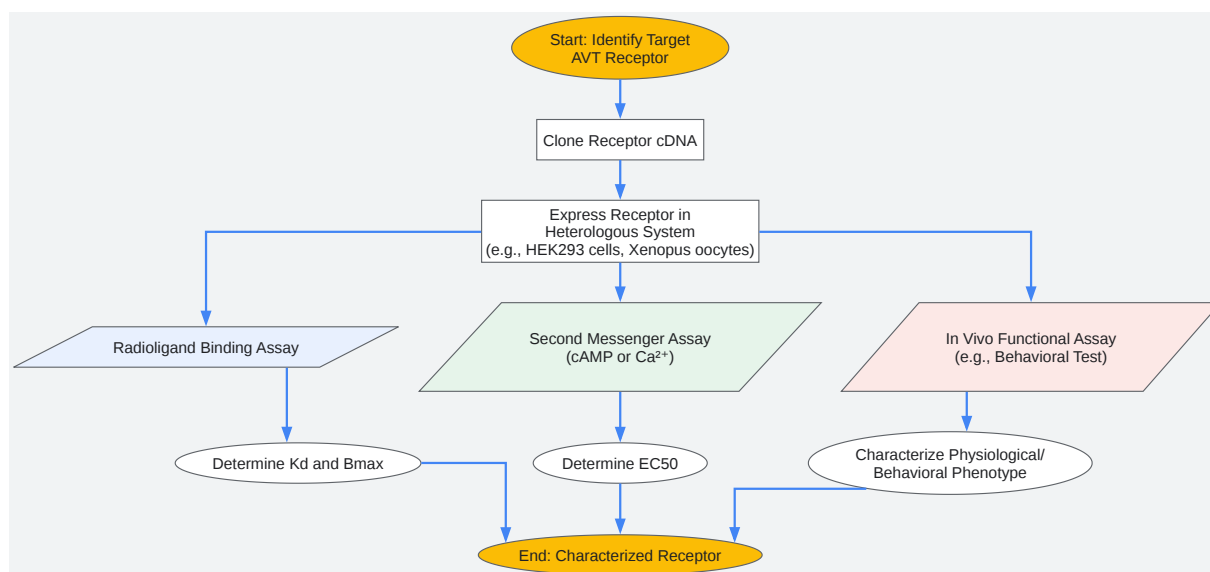 Start: Identify Target
AVT Receptor
Clone Receptor cDNA
Express Receptor in
Heterologous System
(e.g., HEK293 cells, Xenopus oocytes)
Radioligand Binding Assay
Second Messenger Assay
(cAMP or Ca²⁺)
In Vivo Functional Assay
(e.g., Behavioral Test)
Determine Kd and Bmax
Determine EC50
Characterize Physiological/
Behavioral Phenotype
End: Characterized Receptor